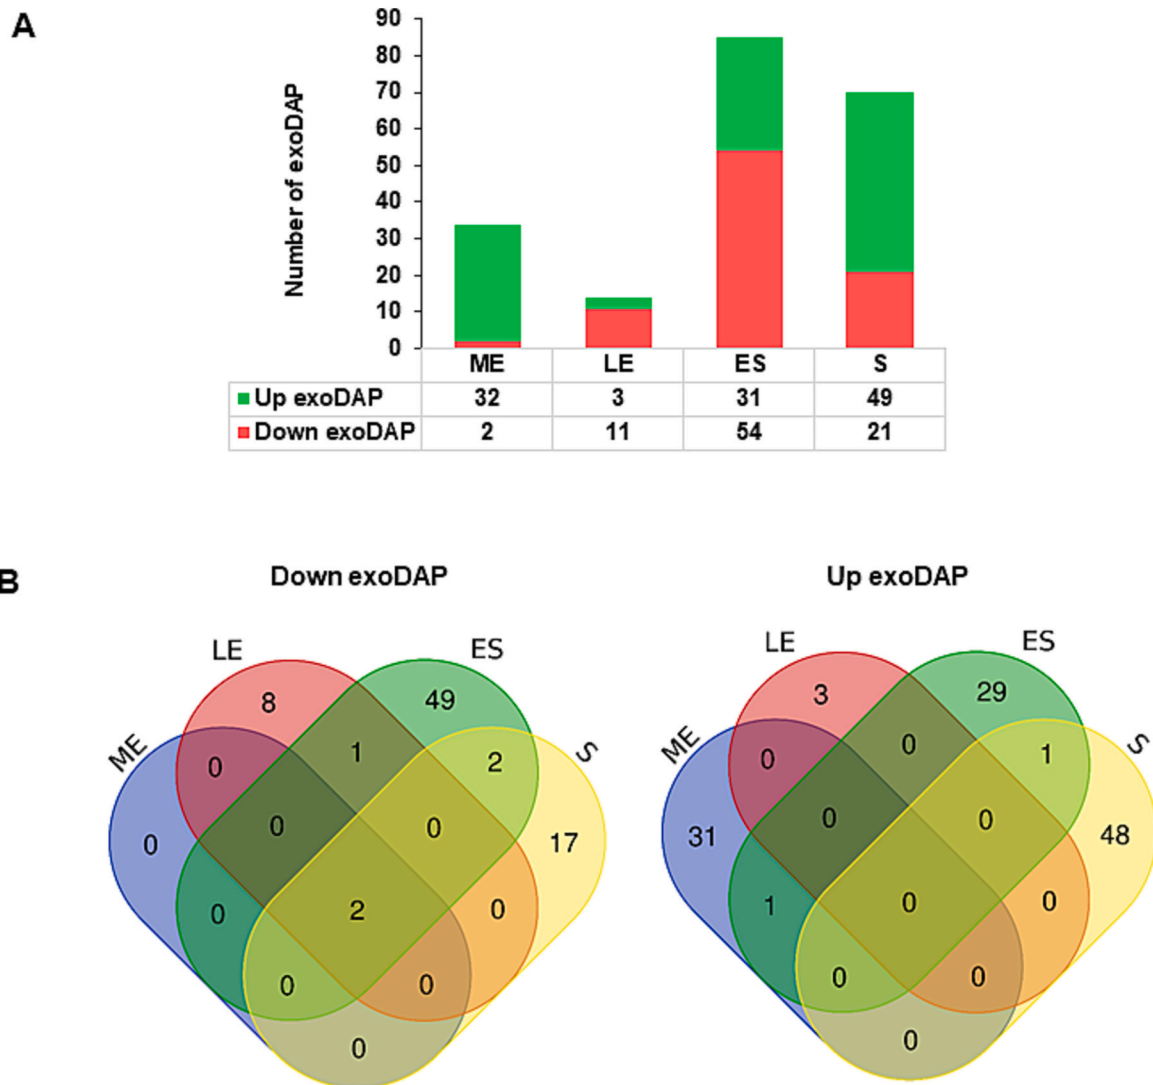 A
Number of exoDAP
90
80
70
60
50
40
30
20
10
0
ME LE ES S
Up exoDAP 32 3 31 49
Down exoDAP 2 11 54 21
B
Down exoDAP
LE ES
ME S
8 49
0 1 2
0 0 0 17
0 2 0
0 0
0
Up exoDAP
LE ES
ME S
3 29
0 0 1
31 0 0 48
1 0 0
0 0
0